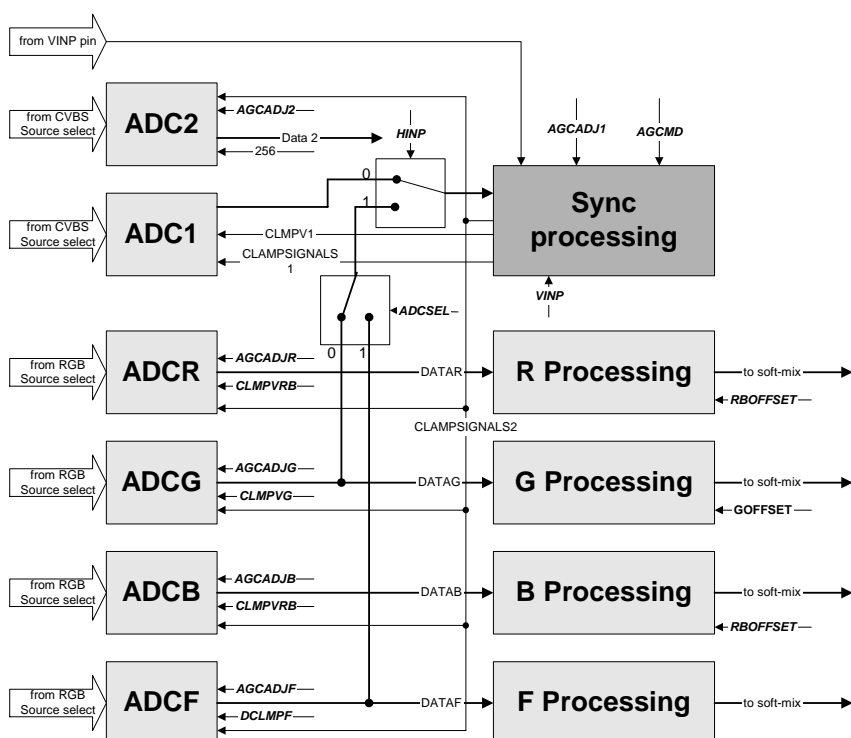 from VINP pin
from CVBS
Source select
ADC2
AGCADJ2
Data 2
256
HINP
AGCADJ1
AGCMD
0
1
Sync
processing
from CVBS
Source select
ADC1
CLMPV1
CLAMPSIGNALS
1
VINP
ADCSEL
0 1
from RGB
Source select
ADCR
AGCADJR
CLMPVRB
DATAR
R Processing
to soft-mix
RBOFFSET
CLAMPSIGNALS2
from RGB
Source select
ADCG
AGCADJG
CLMPVG
DATAG
G Processing
to soft-mix
GOFFSET
from RGB
Source select
ADCB
AGCADJB
CLMPVRB
DATAB
B Processing
to soft-mix
RBOFFSET
from RGB
Source select
ADCF
AGCADJF
DCLMPF
DATAF
F Processing
to soft-mix